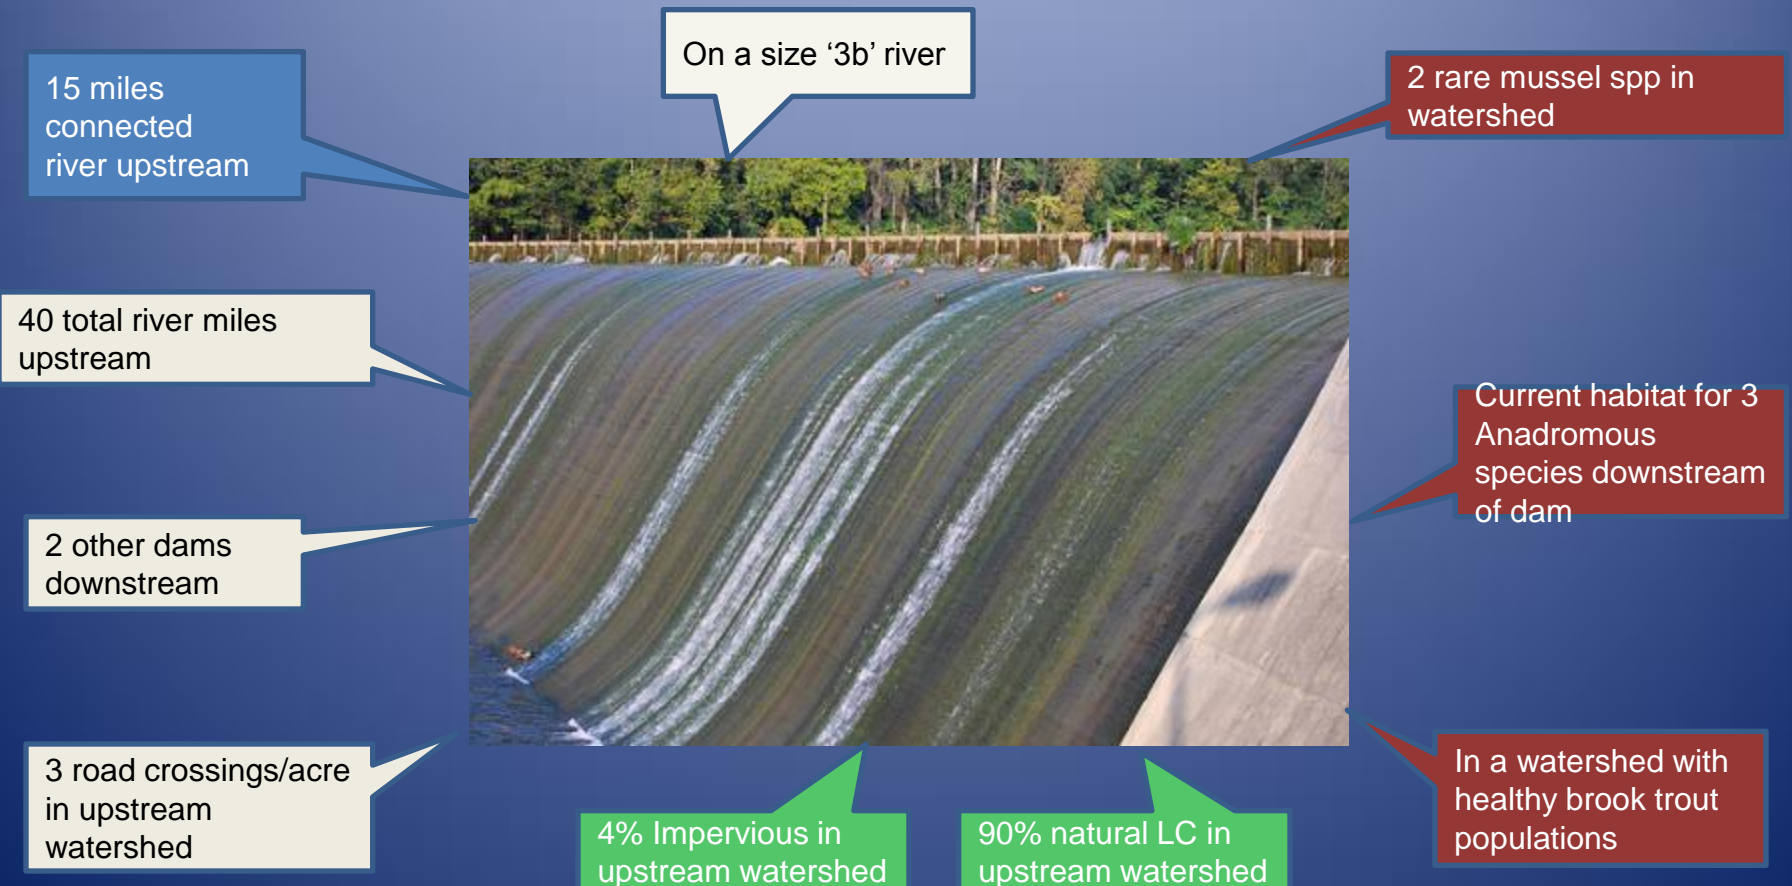 On a size ‘3b’ river
15 miles
connected
river upstream
2 rare mussel spp in
watershed
40 total river miles
upstream
Current habitat for 3
Anadromous
species downstream
of dam
2 other dams
downstream
3 road crossings/acre
in upstream
watershed
4% Impervious in
upstream watershed
90% natural LC in
upstream watershed
In a watershed with
healthy brook trout
populations